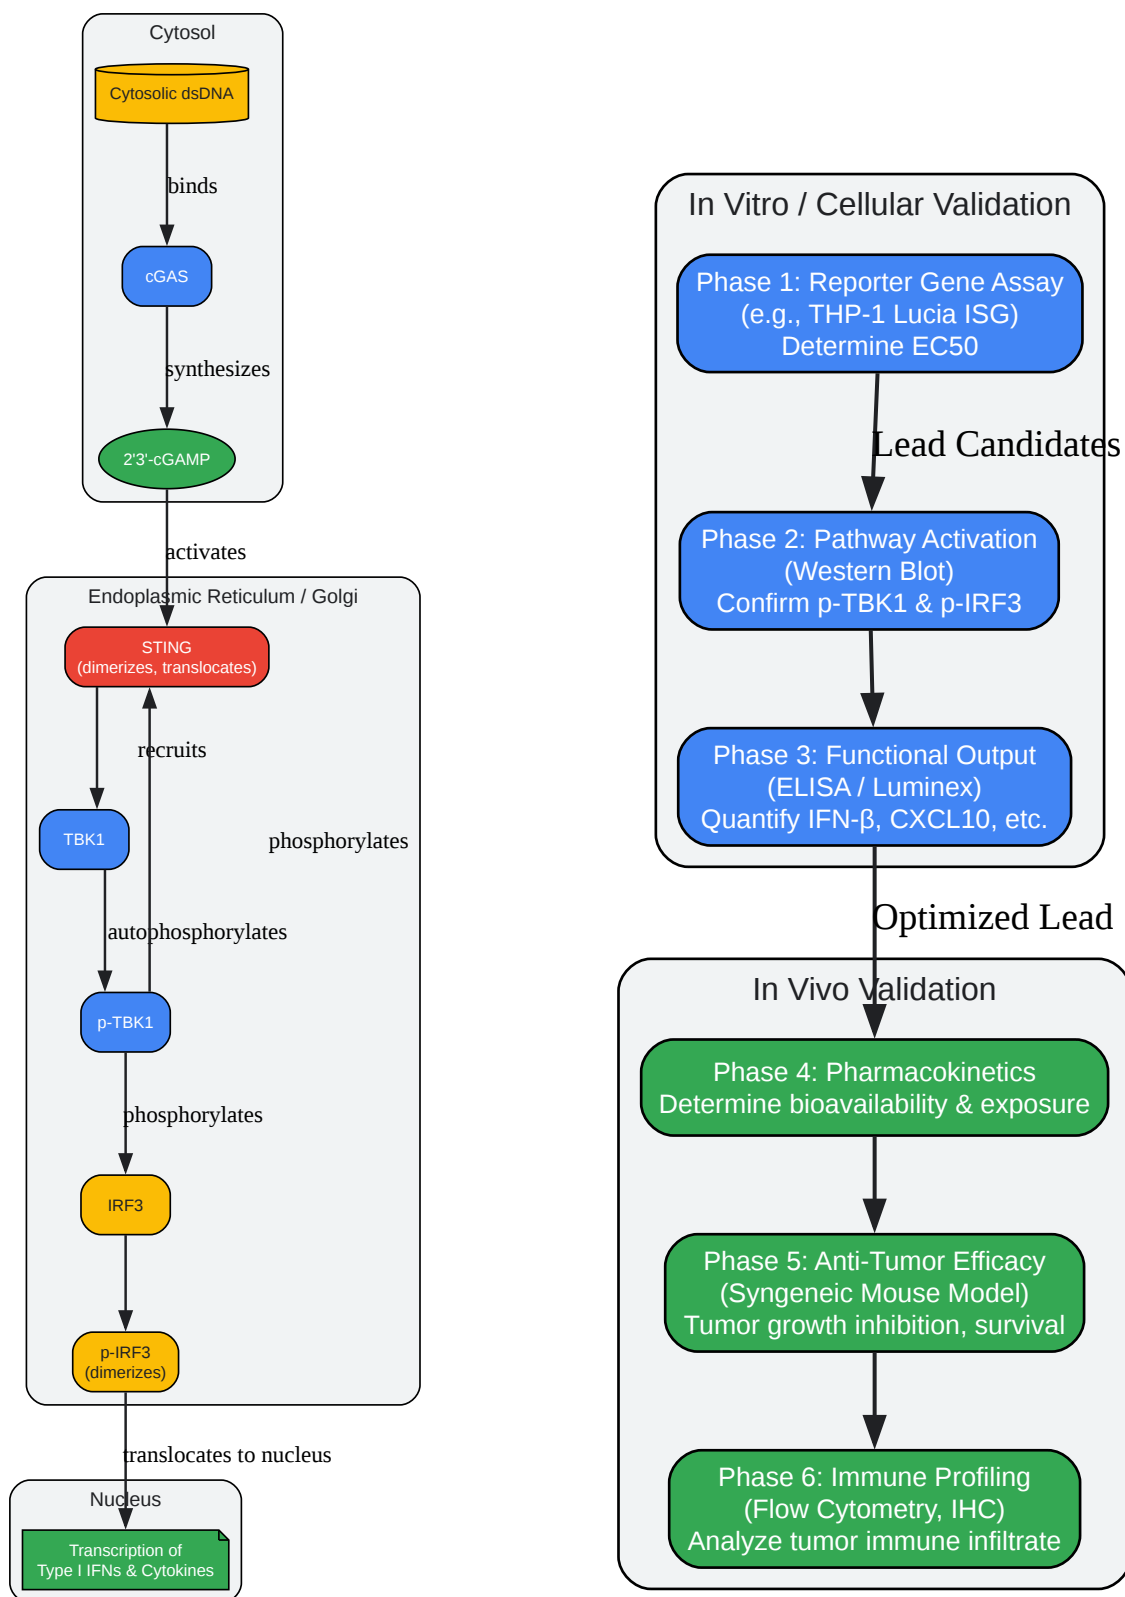 Cytosol
Cytosolic dsDNA
binds
cGAS
synthesizes
2'3'-cGAMP
activates
Endoplasmic Reticulum / Golgi
STING
(dimerizes, translocates)
recruits
TBK1
phosphorylates
autophosphorylates
p-TBK1
phosphorylates
IRF3
p-IRF3
(dimerizes)
translocates to nucleus
Nucleus
Transcription of
Type I IFNs & Cytokines
In Vitro / Cellular Validation
Phase 1: Reporter Gene Assay
(e.g., THP-1 Lucia ISG)
Determine EC50
Lead Candidates
Phase 2: Pathway Activation
(Western Blot)
Confirm p-TBK1 & p-IRF3
Phase 3: Functional Output
(ELISA / Luminex)
Quantify IFN-β, CXCL10, etc.
Optimized Lead
In Vivo Validation
Phase 4: Pharmacokinetics
Determine bioavailability & exposure
Phase 5: Anti-Tumor Efficacy
(Syngeneic Mouse Model)
Tumor growth inhibition, survival
Phase 6: Immune Profiling
(Flow Cytometry, IHC)
Analyze tumor immune infiltrate